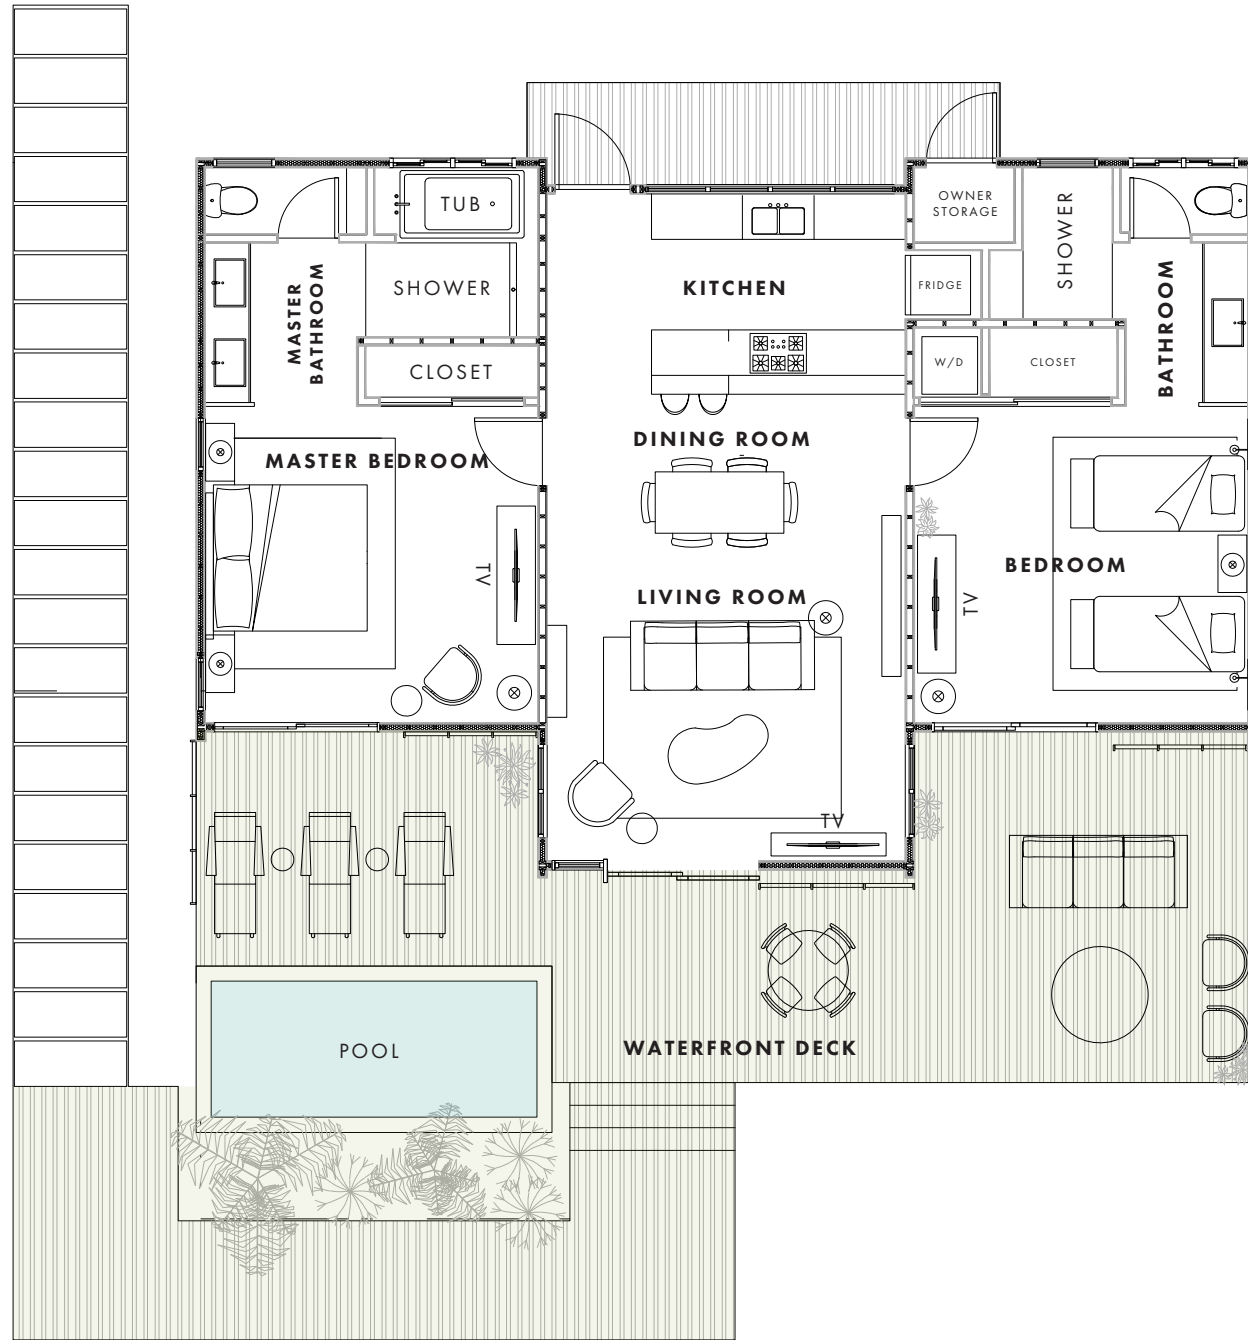 TUB
OWNER
STORAGE
SHOWER
SHOWER
KITCHEN
FRIDGE
MASTER
BATHROOM
BATHROOM
CLOSET
W/D
CLOSET
DINING ROOM
MASTER BEDROOM
BEDROOM
TV
LIVING ROOM
TV
TV
POOL
WATERFRONT DECK